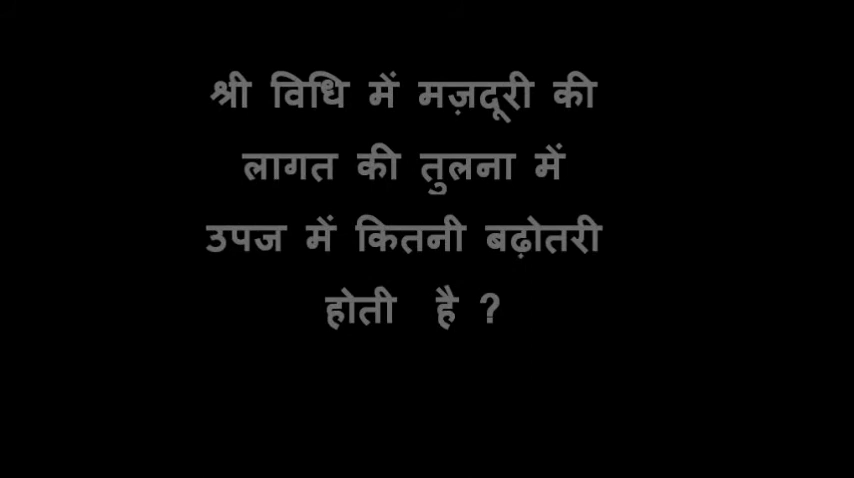 श्री विधि में मज़दूरी की
लागत की तुलना में
उपज में कितनी बढ़ोतरी
होती है ?